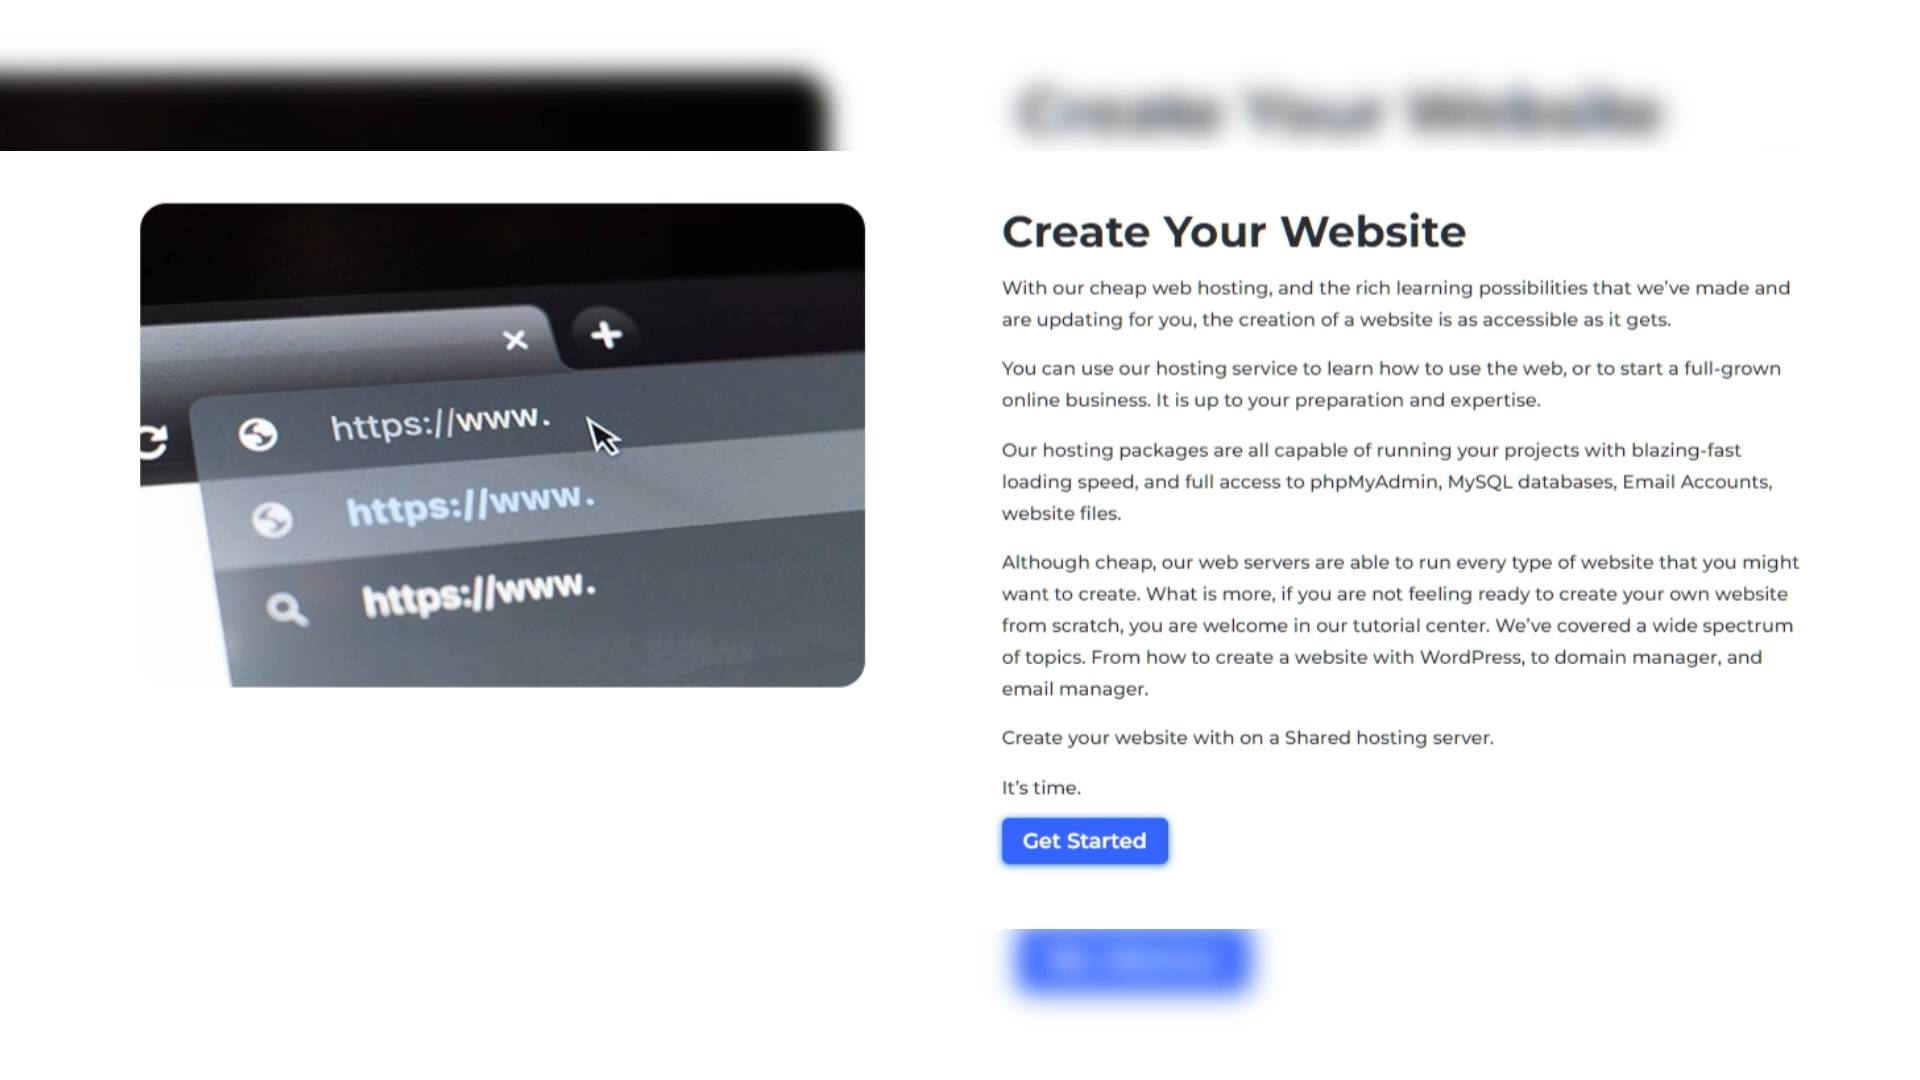 Create Your Website
https://www.
https://www.
https://www.
Create Your Website
With our cheap web hosting, and the rich learning possibilities that we've made and
are updating for you, the creation of a website is as accessible as it gets.
You can use our hosting service to learn how to use the web, or to start a full-grown
online business. It is up to your preparation and expertise.
Our hosting packages are all capable of running your projects with blazing-fast
loading speed, and full access to phpMyAdmin, MySQL databases, Email Accounts,
website files.
Although cheap, our web servers are able to run every type of website that you might
want to create. What is more, if you are not feeling ready to create your own website
from scratch, you are welcome in our tutorial center. We've covered a wide spectrum
of topics. From how to create a website with WordPress, to domain manager, and
email manager.
Create your website with on a Shared hosting server.
It's time.
Get Started